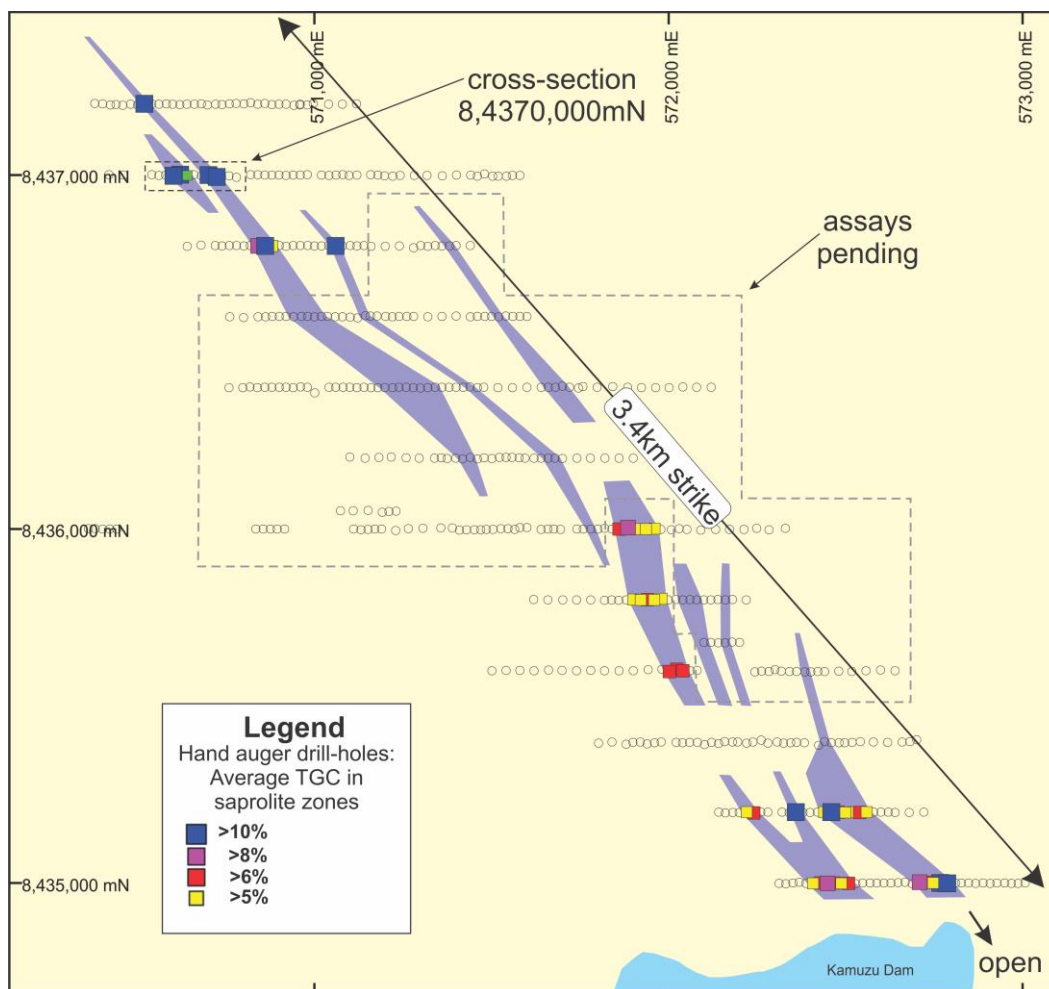 571,000 mE
572,000 mE
573,000 mE
cross-section
8,4370,000mN
8,437,000 mN
assays
pending
3.4km strike
8,436,000 mN
Legend
Hand auger drill-holes:
Average TGC in
saprolite zones
>10%
>8%
>6%
>5%
8,435,000 mN
open
Kamuzu Dam